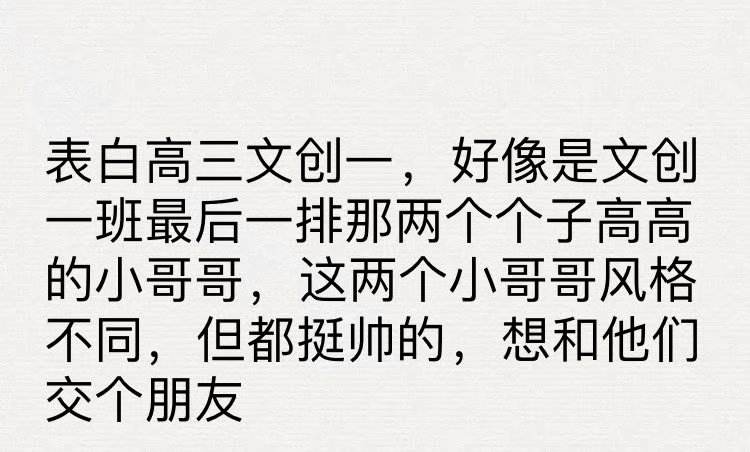 表白高三文创一，好像是文创
一班最后一排那两个个子高高
的小哥哥，这两个小哥哥风格
不同，但都挺帅的，想和他们
交个朋友